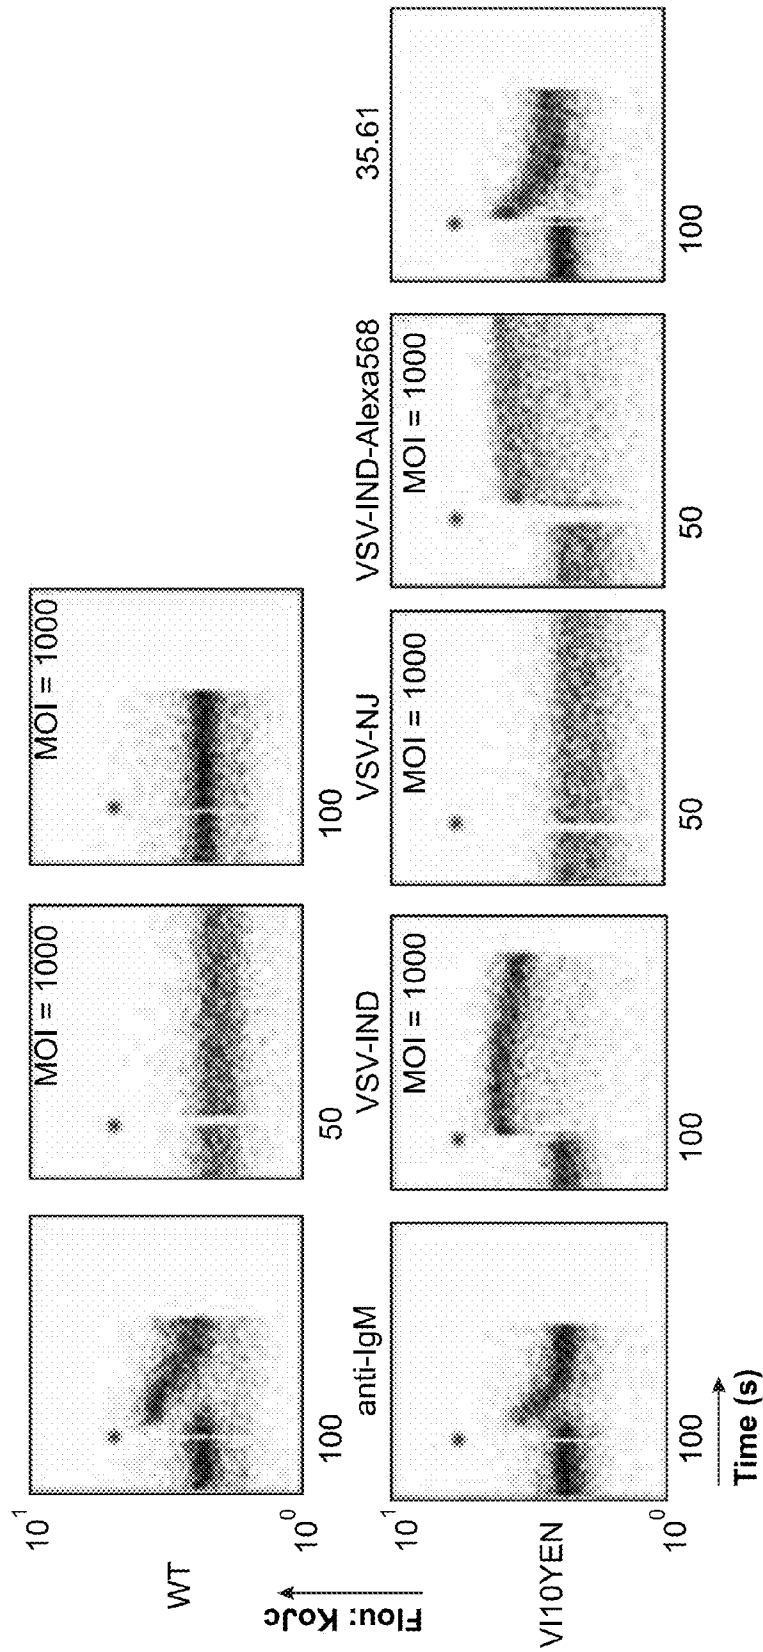 WT
10¹
10⁰
100
MOI = 1000
50
MOI = 1000
100
anti-IgM
VSV-IND
VSV-NJ
VSV-IND-Alexa568
35.61
VI10YEN
10¹
10⁰
100
MOI = 1000
100
MOI = 1000
50
MOI = 1000
50
100
Flou: KoJc
Time (s)